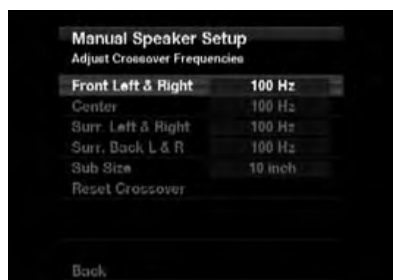 Manual Speaker Setup
Adjust Crossover Frequencies
Front Left & Right 100 Hz
Center 100 Hz
Surr. Left & Right 100 Hz
Surr. Back L & R 100 Hz
Sub Size 10 inch
Reset Crossover
Back